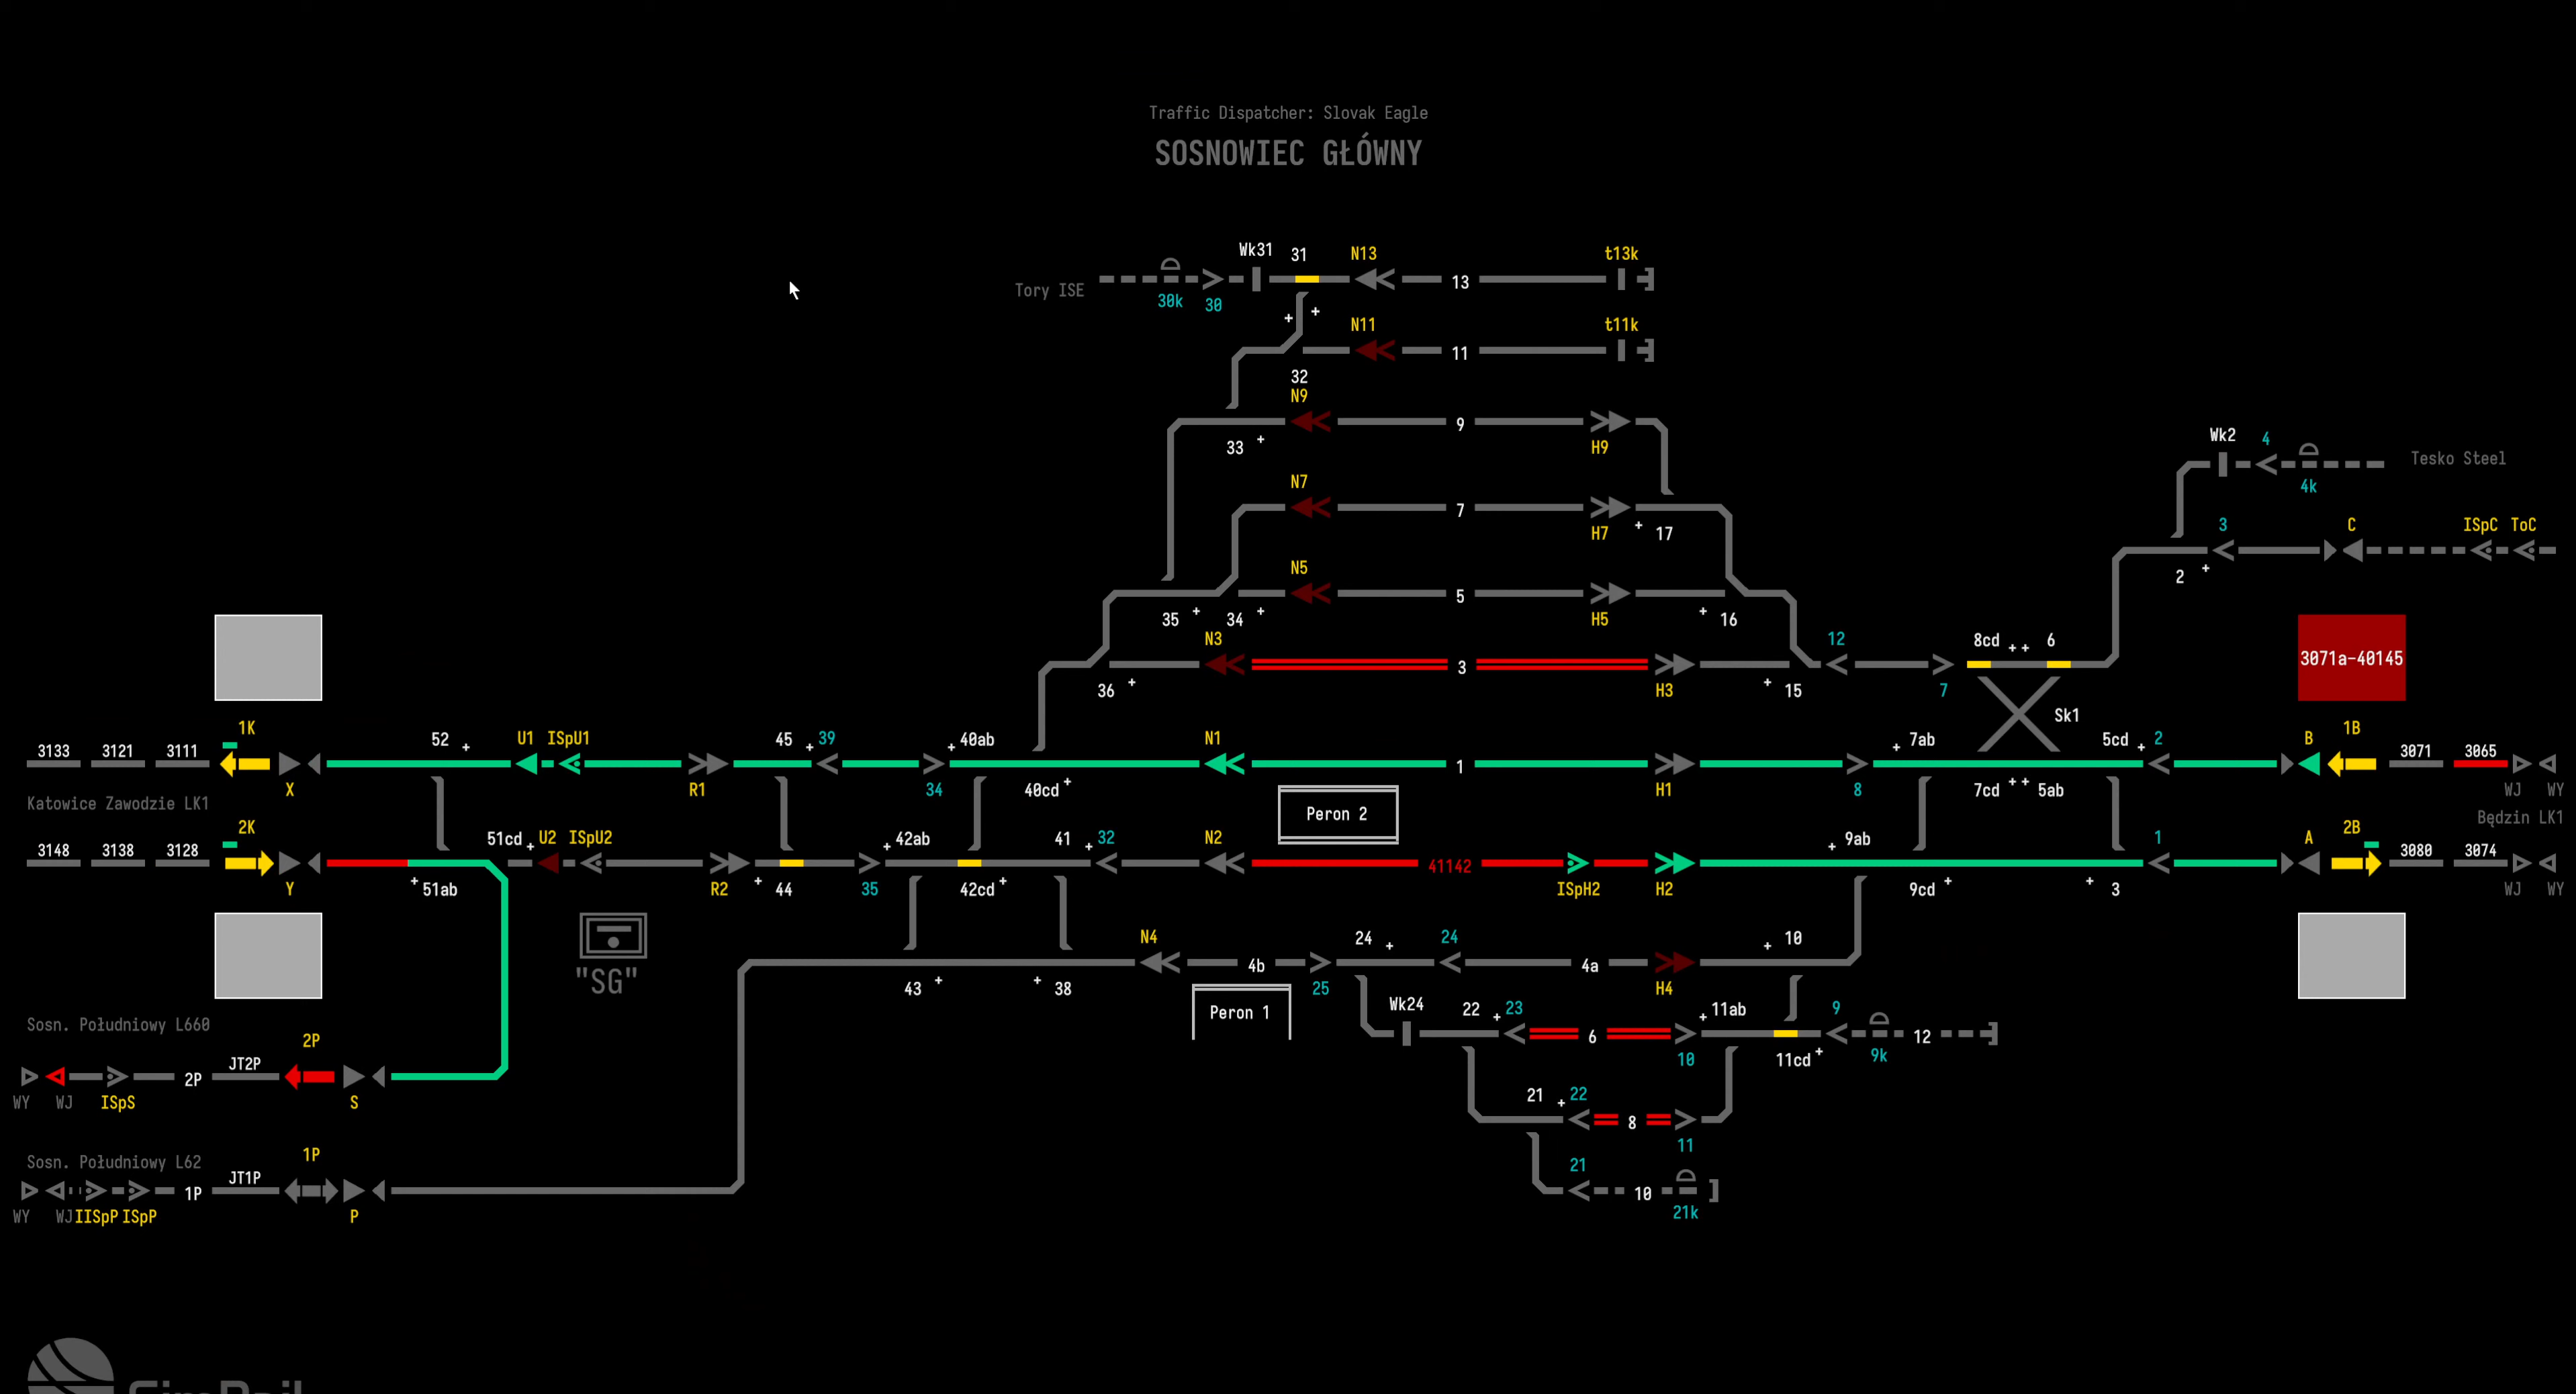 Traffic Dispatcher: Slovak Eagle
SOSNOWIEC GŁÓWNY
Wk31 31 N13 t13k
Tory ISE 30k 30 13
+ + N11 t11k
11
32
N9
9
33 + H9
Wk2 4
Tesko Steel
4k
N7
7
H7 + 17
3 C ISpC ToC
2 +
N5
5
35 + 34 + H5 + 16
N3 12 8cd ++ 6
3
3071a-40145
36 + H3 + 15 7
Sk1
1K 52 + U1 ISpU1 45 + 39 + 40ab N1 + 7ab 5cd + 2 B 1B
3133 3121 3111 1 3071 3065
X R1 34 40cd + H1 8 7cd ++ 5ab WJ WY
Katowice Zawodzie LK1
Peron 2
Będzin LK1
2K 51cd + U2 ISpU2 + 42ab 41 + 32 N2 + 9ab 1 A 2B
3148 3138 3128 41142 3080 3074
Y + 51ab R2 + 44 35 42cd + ISpH2 H2 9cd + + 3 WJ WY
"SG"
N4 24 + 24 + 10
4b 4a
43 + + 38 25 H4
Peron 1
Wk24 22 + 23 + 11ab 9
6 12
10 11cd + 9k
Sosn. Południowy L660
2P
JT2P
2P
WY WJ ISpS S
21 + 22
8
11
Sosn. Południowy L62
1P
JT1P
1P
WY WJ IISpP ISpP P
21
10
21k
SimRail